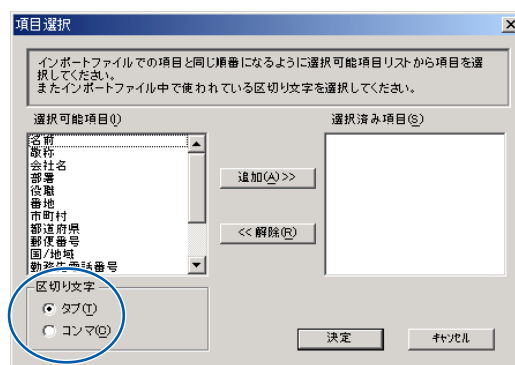 項目選択
インポートファイルでの項目と同じ順番になるように選択可能項目リストから項目を選
択してください。
またインポートファイル中で使われている区切り文字を選択してください。
選択可能項目(I)
選択済み項目(S)
名前
敬称
会社名
部署
役職
番地
市町村
都道府県
郵便番号
国/地域
勤務先電話番号
追加(A)>>
<<解除(R)
区切り文字
タブ(T)
コンマ(C)
決定
キャンセル